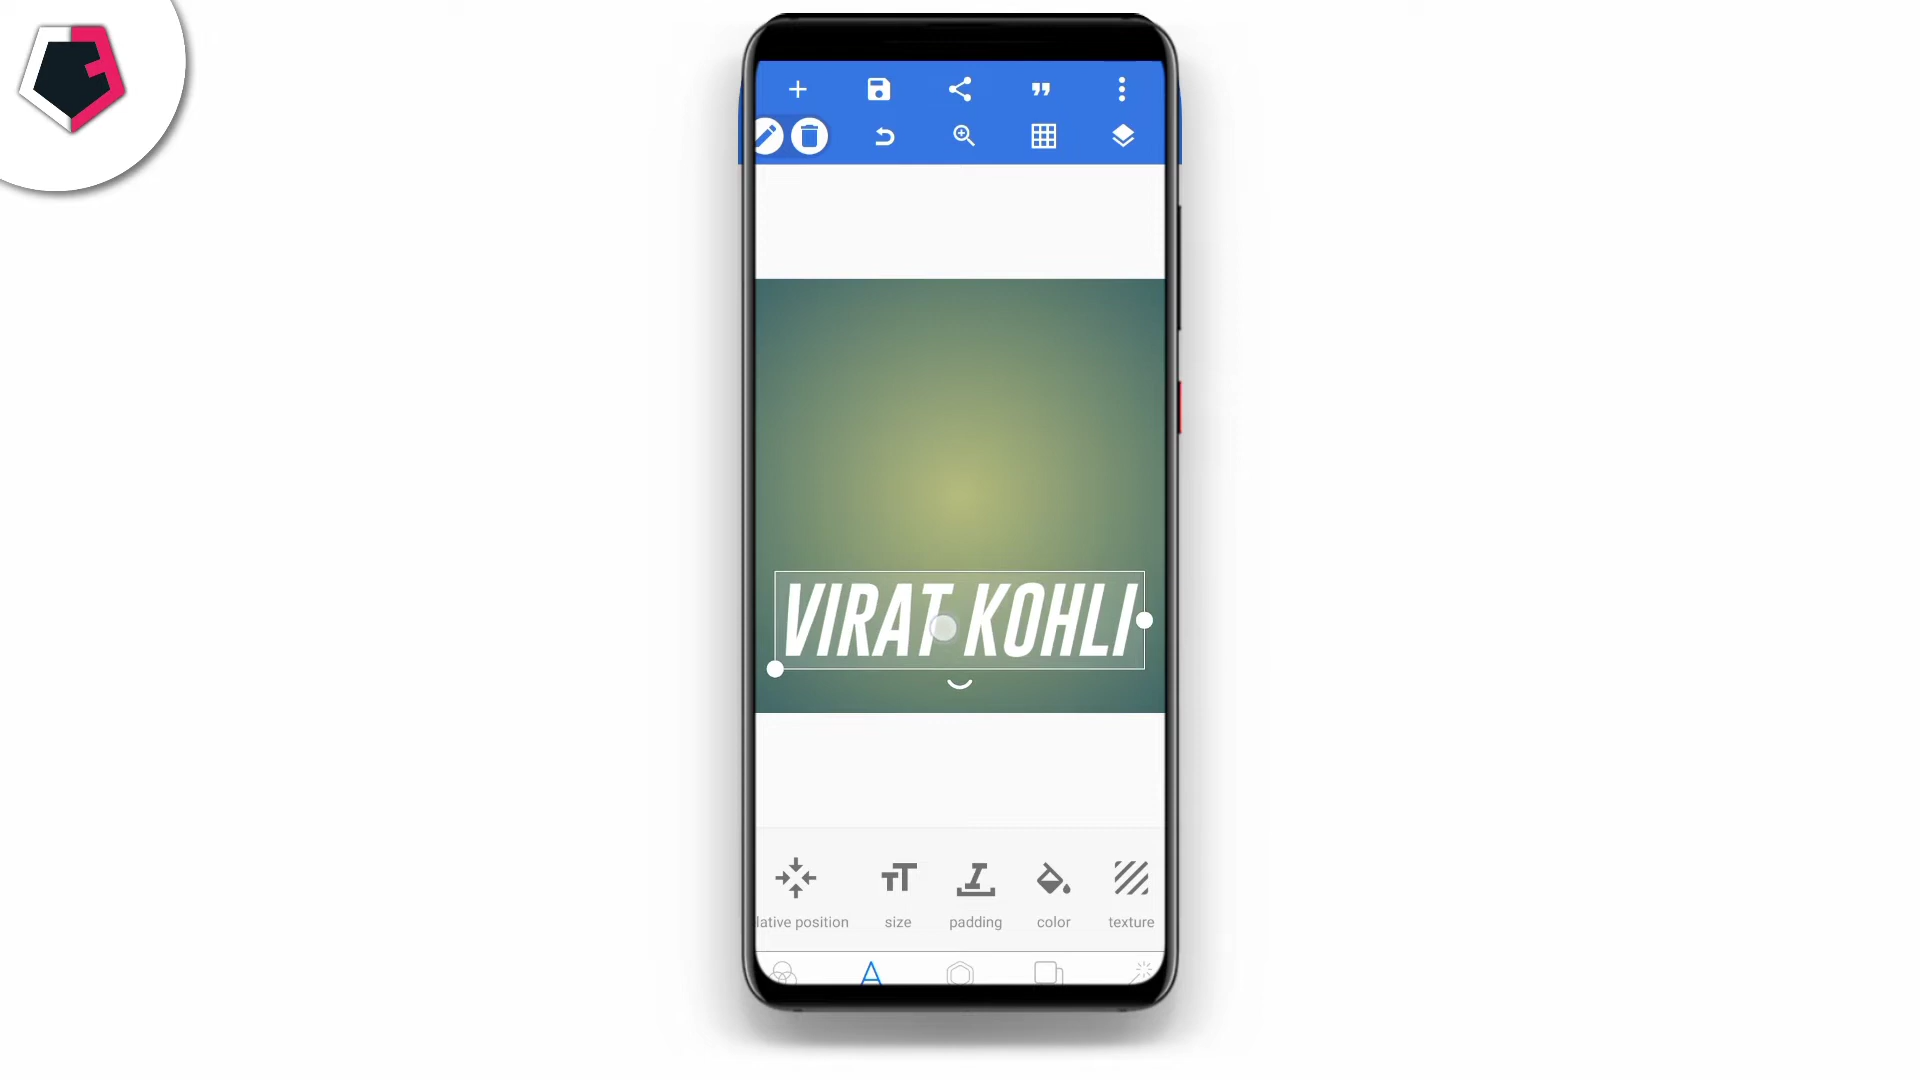 VIRAT KOHLI
lative position
size
padding
color
texture